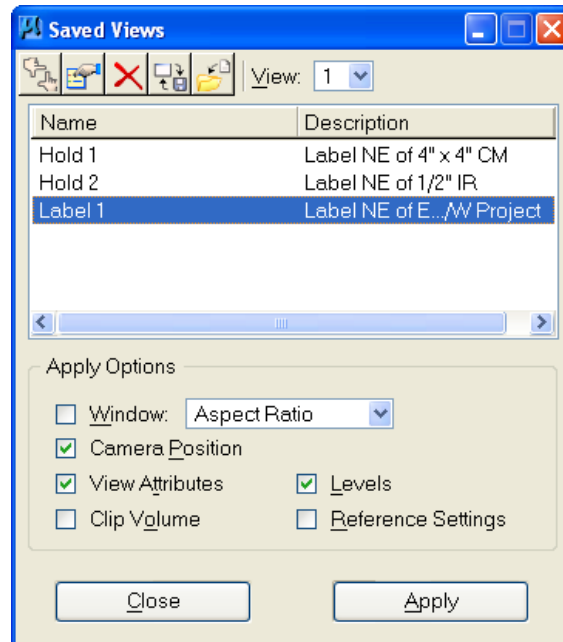 Saved Views
View: 1
Name Description
Hold 1 Label NE of 4" x 4" CM
Hold 2 Label NE of 1/2" IR
Label 1 Label NE of E.../W Project
Apply Options
Window: Aspect Ratio
Camera Position
View Attributes Levels
Clip Volume Reference Settings
Close Apply